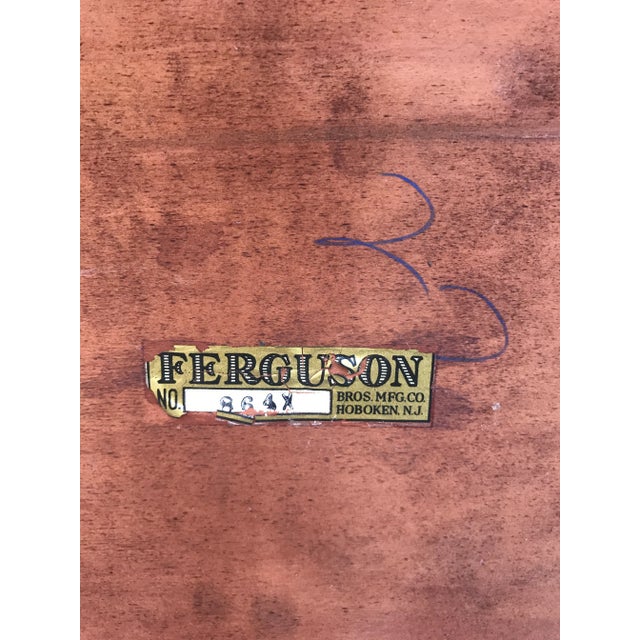 FERGUSON
NO. 864X
BROS. MFG. CO.
HOBOKEN, N.J.